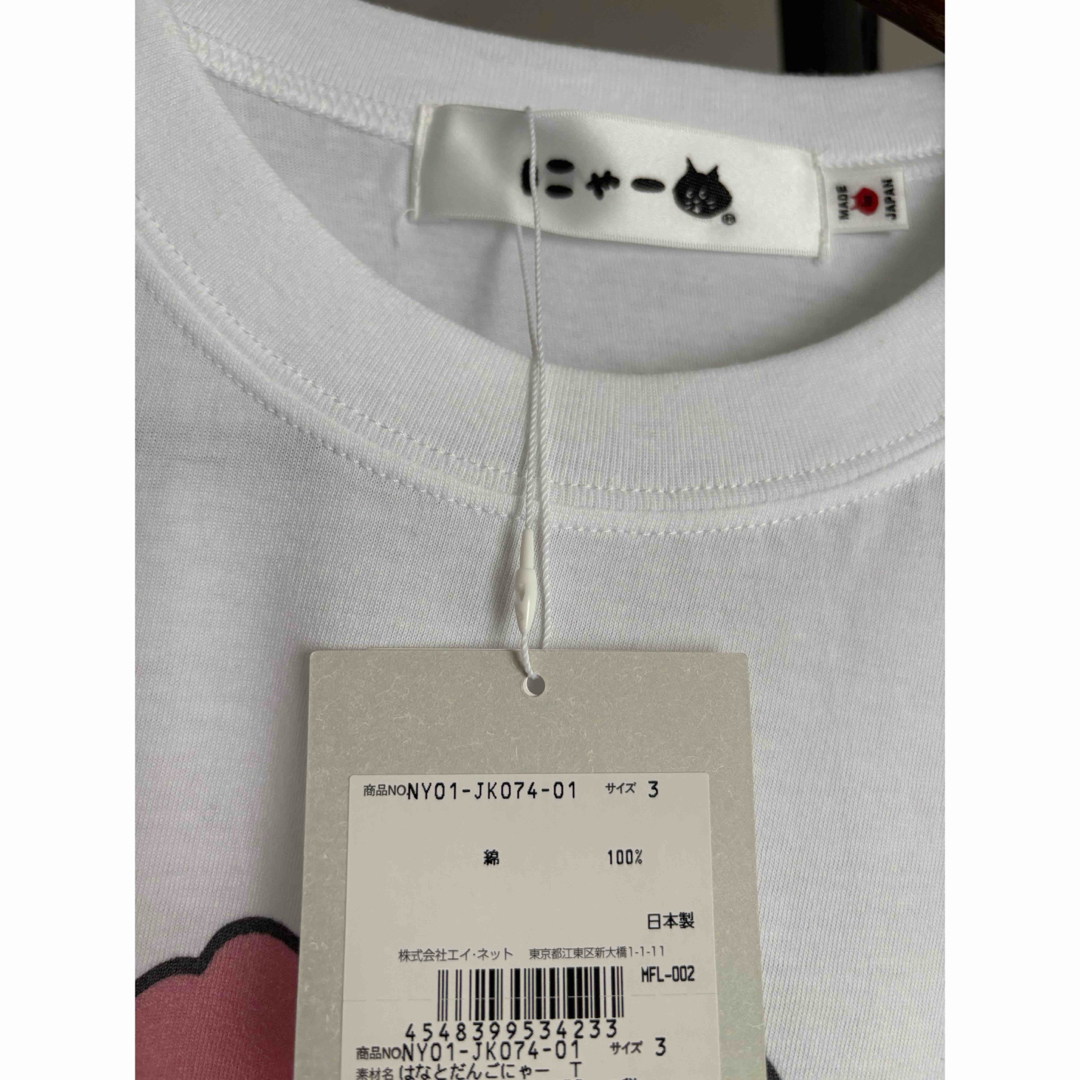 にゃー
®
MADE
JAPAN
商品NO. NY01-JK074-01 サイズ 3
綿 100%
日本製
株式会社エイ・ネット 東京都江東区新大橋1-1-11
MFL-002
4548399534233
商品NO. NY01-JK074-01 サイズ 3
素材名 はなとだんごにゃー T